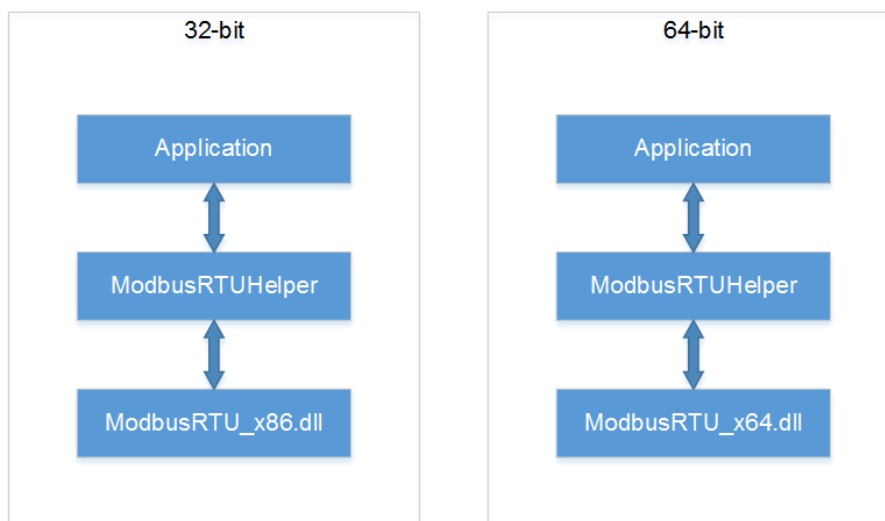 32-bit
Application
ModbusRTUHelper
ModbusRTU_x86.dll
64-bit
Application
ModbusRTUHelper
ModbusRTU_x64.dll